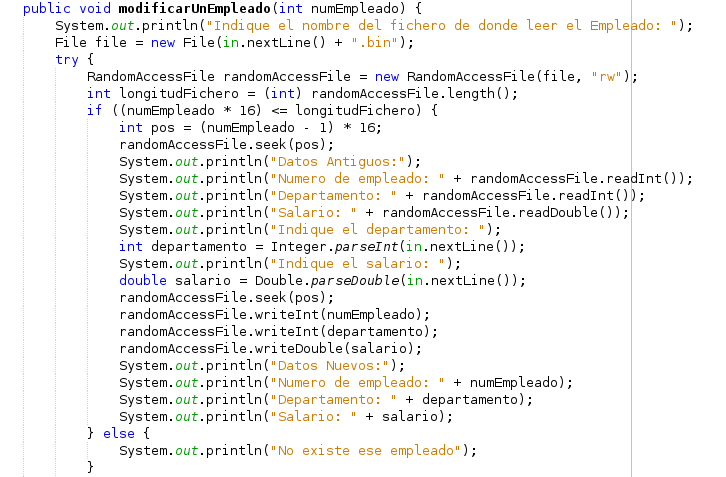 public void modificarUnEmpleado(int numEmpleado) {
System.out.println("Indique el nombre del fichero de donde leer el Empleado: ");
File file = new File(in.nextLine() + ".bin");
try {
RandomAccessFile randomAccessFile = new RandomAccessFile(file, "rw");
int longitudFichero = (int) randomAccessFile.length();
if ((numEmpleado * 16) <= longitudFichero) {
int pos = (numEmpleado - 1) * 16;
randomAccessFile.seek(pos);
System.out.println("Datos Antiguos:");
System.out.println("Numero de empleado: " + randomAccessFile.readInt());
System.out.println("Departamento: " + randomAccessFile.readInt());
System.out.println("Salario: " + randomAccessFile.readDouble());
System.out.println("Indique el departamento: ");
int departamento = Integer.parseInt(in.nextLine());
System.out.println("Indique el salario: ");
double salario = Double.parseDouble(in.nextLine());
randomAccessFile.seek(pos);
randomAccessFile.writeInt(numEmpleado);
randomAccessFile.writeInt(departamento);
randomAccessFile.writeDouble(salario);
System.out.println("Datos Nuevos:");
System.out.println("Numero de empleado: " + numEmpleado);
System.out.println("Departamento: " + departamento);
System.out.println("Salario: " + salario);
} else {
System.out.println("No existe ese empleado");
}